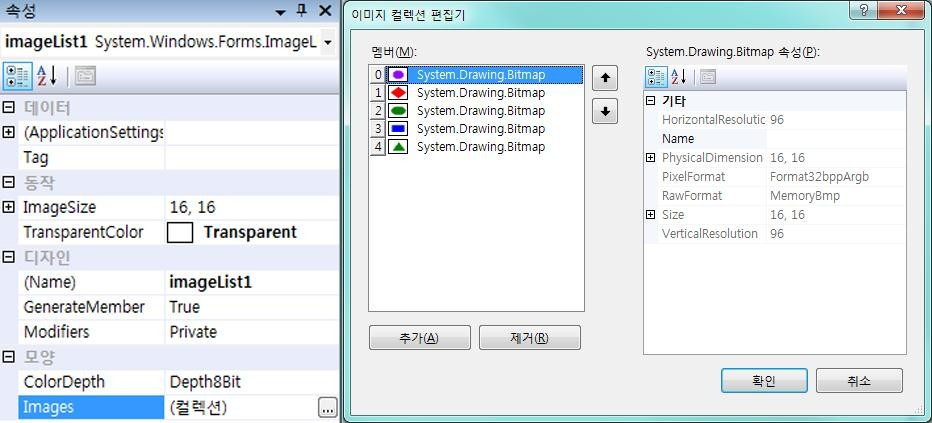 속성
imageList1 System.Windows.Forms.ImageL
데이터
(ApplicationSettings
Tag
동작
ImageSize 16, 16
TransparentColor Transparent
디자인
(Name) imageList1
GenerateMember True
Modifiers Private
모양
ColorDepth Depth8Bit
Images (컬렉션) ...
이미지 컬렉션 편집기
멤버(M):
0 System.Drawing.Bitmap
1 System.Drawing.Bitmap
2 System.Drawing.Bitmap
3 System.Drawing.Bitmap
4 System.Drawing.Bitmap
추가(A) 제거(R)
System.Drawing.Bitmap 속성(P):
기타
HorizontalResolutic 96
Name
PhysicalDimension 16, 16
PixelFormat Format32bppArgb
RawFormat MemoryBmp
Size 16, 16
VerticalResolution 96
확인 취소